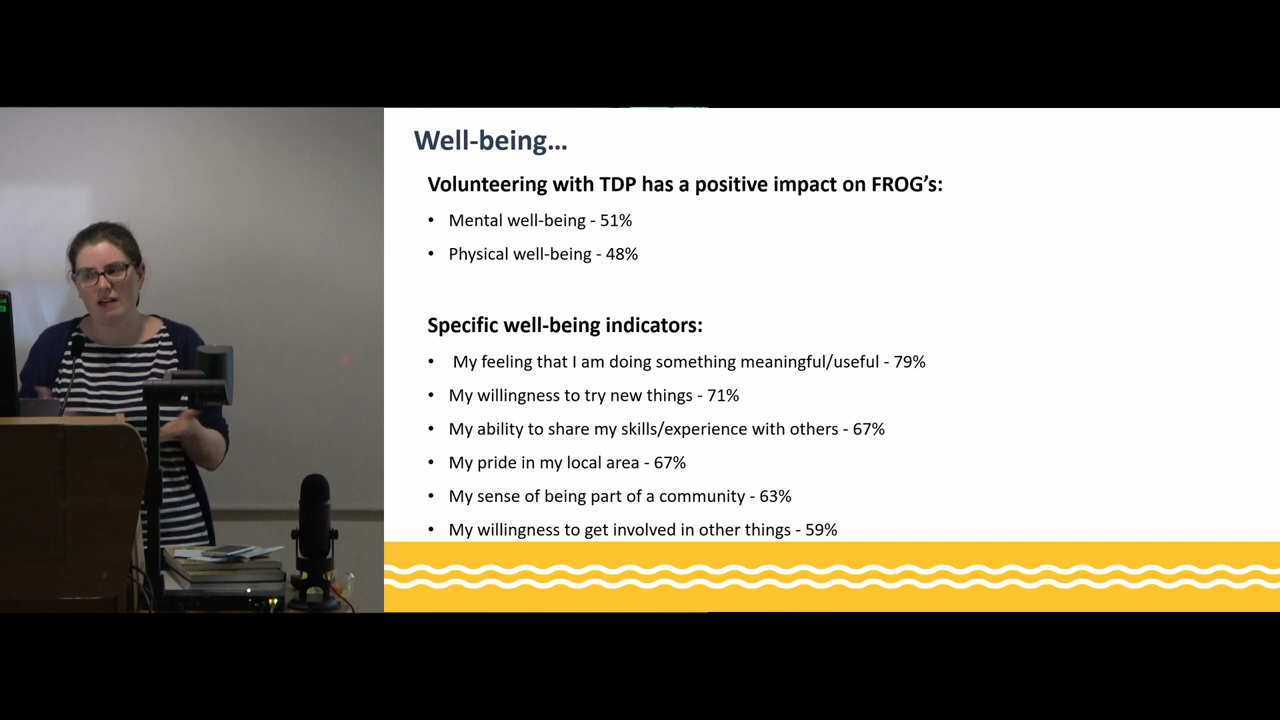 Well-being...
Volunteering with TDP has a positive impact on FROG's:
• Mental well-being - 51%
• Physical well-being - 48%
Specific well-being indicators:
• My feeling that I am doing something meaningful/useful - 79%
• My willingness to try new things - 71%
• My ability to share my skills/experience with others - 67%
• My pride in my local area - 67%
• My sense of being part of a community - 63%
• My willingness to get involved in other things - 59%